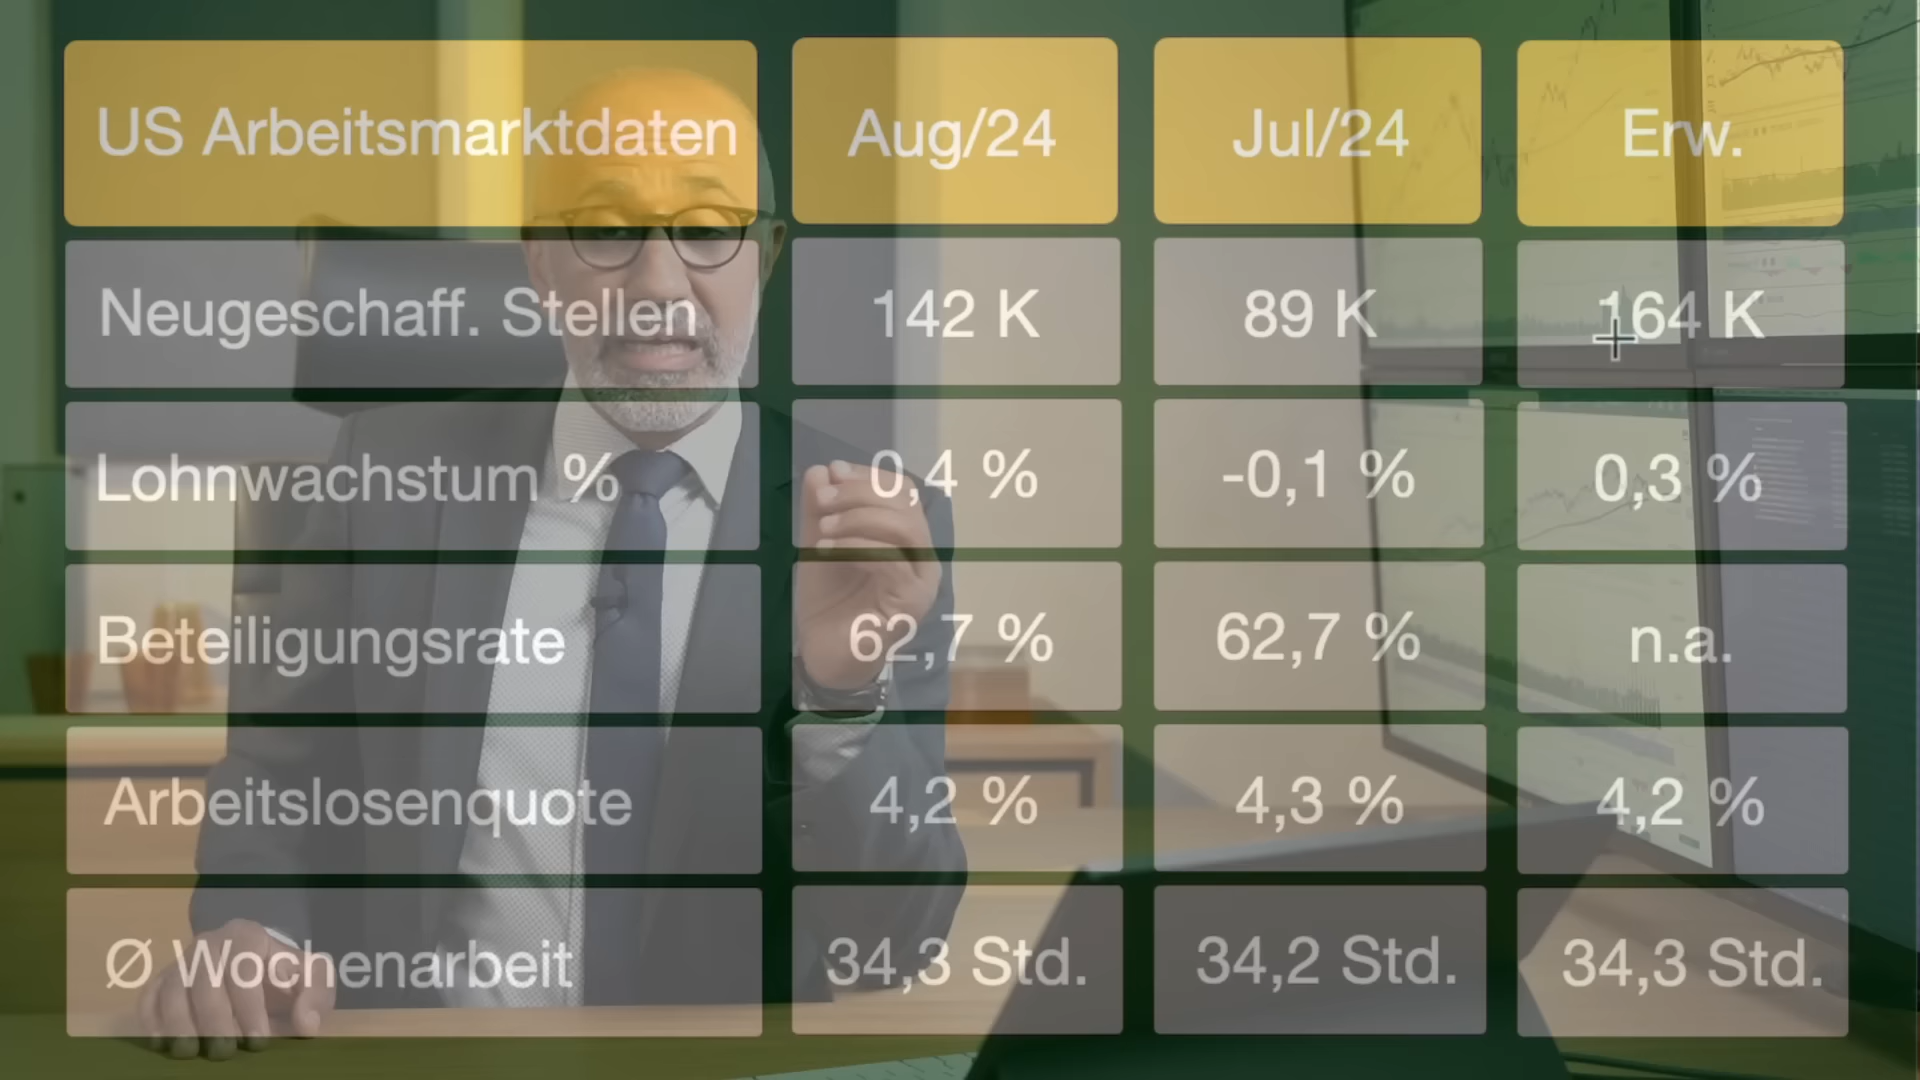 US Arbeitsmarktdaten Aug/24 Jul/24 Erw.
Neugeschaff. Stellen 142 K 89 K 164 K
Lohnwachstum % 0,4 % -0,1 % 0,3 %
Beteiligungsrate 62,7 % 62,7 % n.a.
Arbeitslosenquote 4,2 % 4,3 % 4,2 %
Ø Wochenarbeit 34,3 Std. 34,2 Std. 34,3 Std.